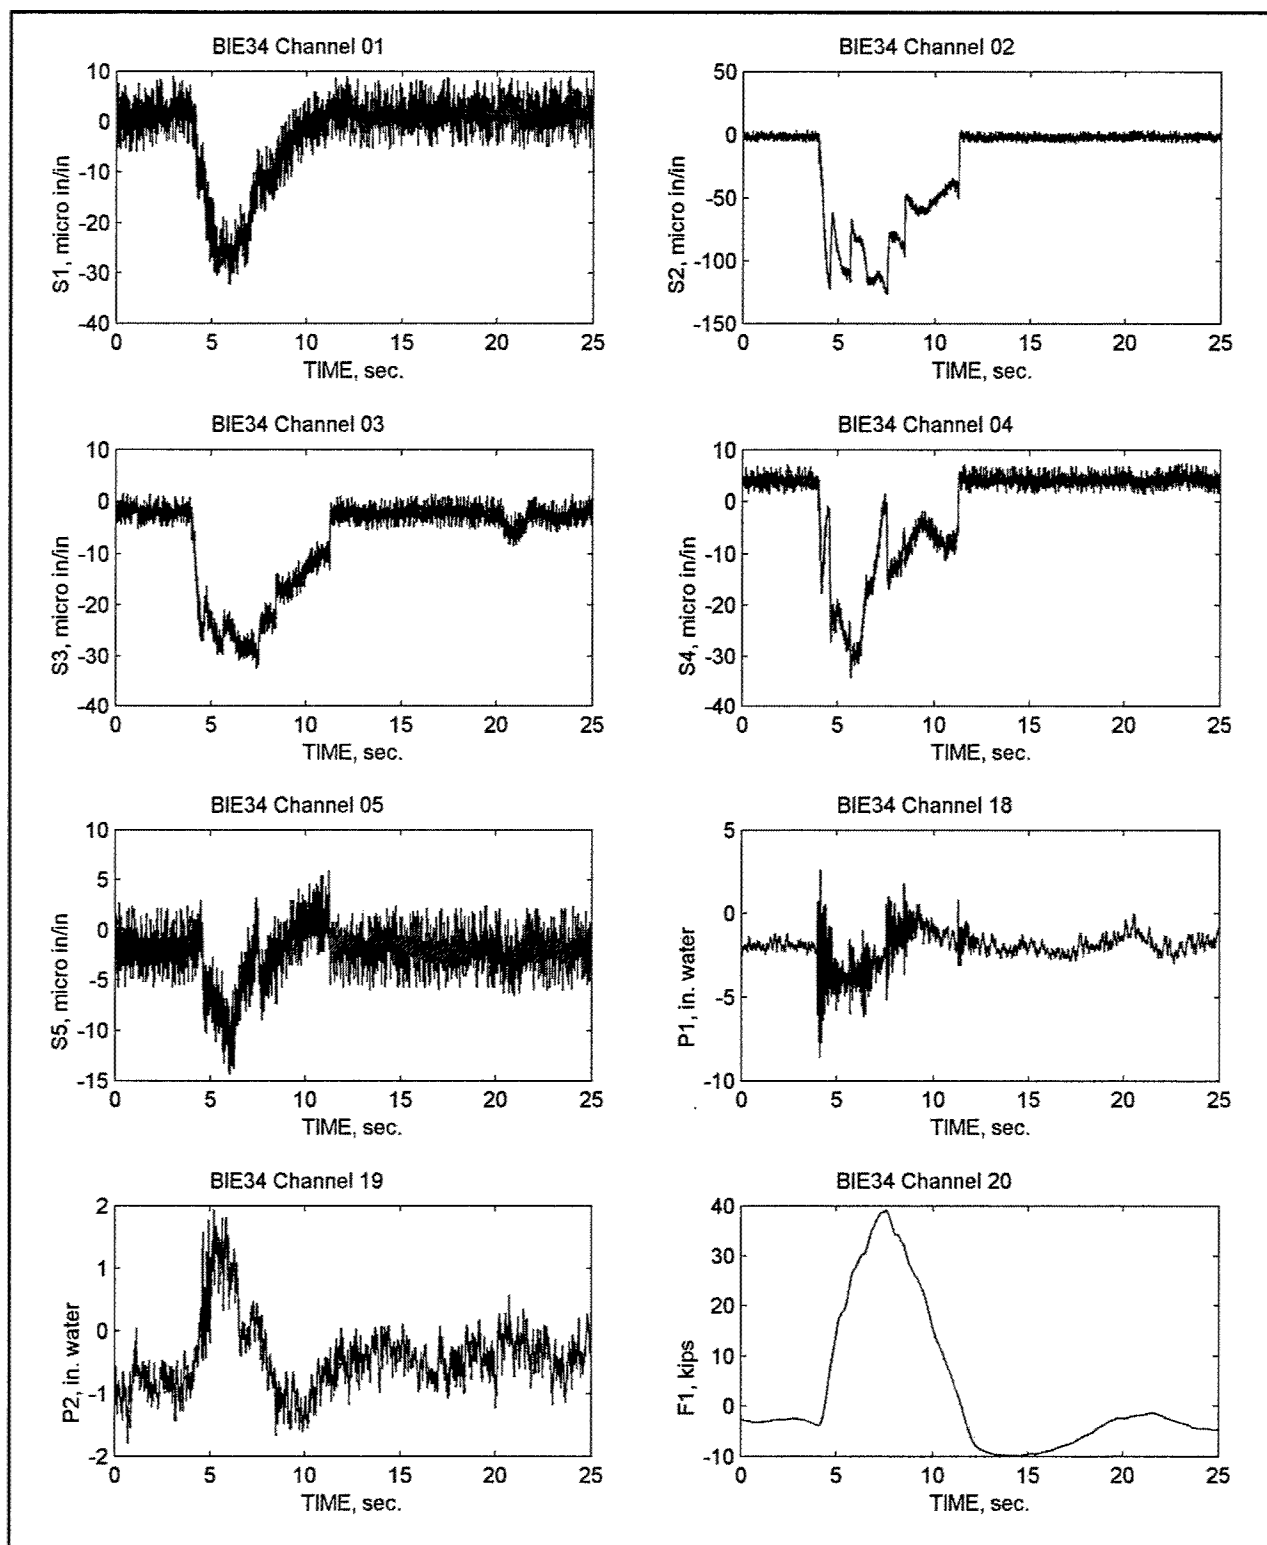 BIE34 Channel 01
10
0
-10
-20
-30
-40
S1, micro in/in
0 5 10 15 20 25
TIME, sec.
BIE34 Channel 02
50
0
-50
-100
-150
S2, micro in/in
0 5 10 15 20 25
TIME, sec.
BIE34 Channel 03
10
0
-10
-20
-30
-40
S3, micro in/in
0 5 10 15 20 25
TIME, sec.
BIE34 Channel 04
10
0
-10
-20
-30
-40
S4, micro in/in
0 5 10 15 20 25
TIME, sec.
BIE34 Channel 05
10
5
0
-5
-10
-15
S5, micro in/in
0 5 10 15 20 25
TIME, sec.
BIE34 Channel 18
5
0
-5
-10
P1, in. water
0 5 10 15 20 25
TIME, sec.
BIE34 Channel 19
2
1
0
-1
-2
P2, in. water
0 5 10 15 20 25
TIME, sec.
BIE34 Channel 20
40
30
20
10
0
-10
F1, kips
0 5 10 15 20 25
TIME, sec.